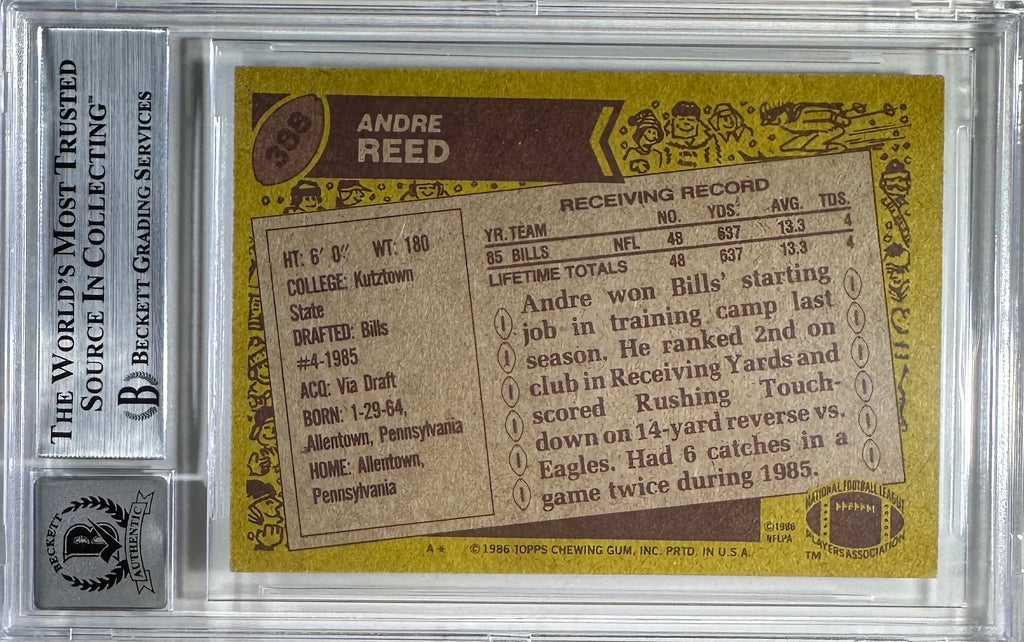 THE WORLD'S MOST TRUSTED
SOURCE IN COLLECTING™
BECKETT GRADING SERVICES
B
BECKETT
AUTHENTIC
388
ANDRE
REED
HT: 6' 0" WT: 180
COLLEGE: Kutztown
State
DRAFTED: Bills
#4-1985
ACQ: Via Draft
BORN: 1-29-64,
Allentown, Pennsylvania
HOME: Allentown,
Pennsylvania
RECEIVING RECORD
YR. TEAM NO. YDS. AVG. TDS.
85 BILLS NFL 48 637 13.3 4
LIFETIME TOTALS 48 637 13.3 4
Andre won Bills' starting
job in training camp last
season. He ranked 2nd on
club in Receiving Yards and
scored Rushing Touch-
down on 14-yard reverse vs.
Eagles. Had 6 catches in a
game twice during 1985.
A* © 1986 TOPPS CHEWING GUM, INC. PRTD. IN U.S.A.
©1986
NFLPA
NATIONAL FOOTBALL LEAGUE
PLAYERS ASSOCIATION
TM